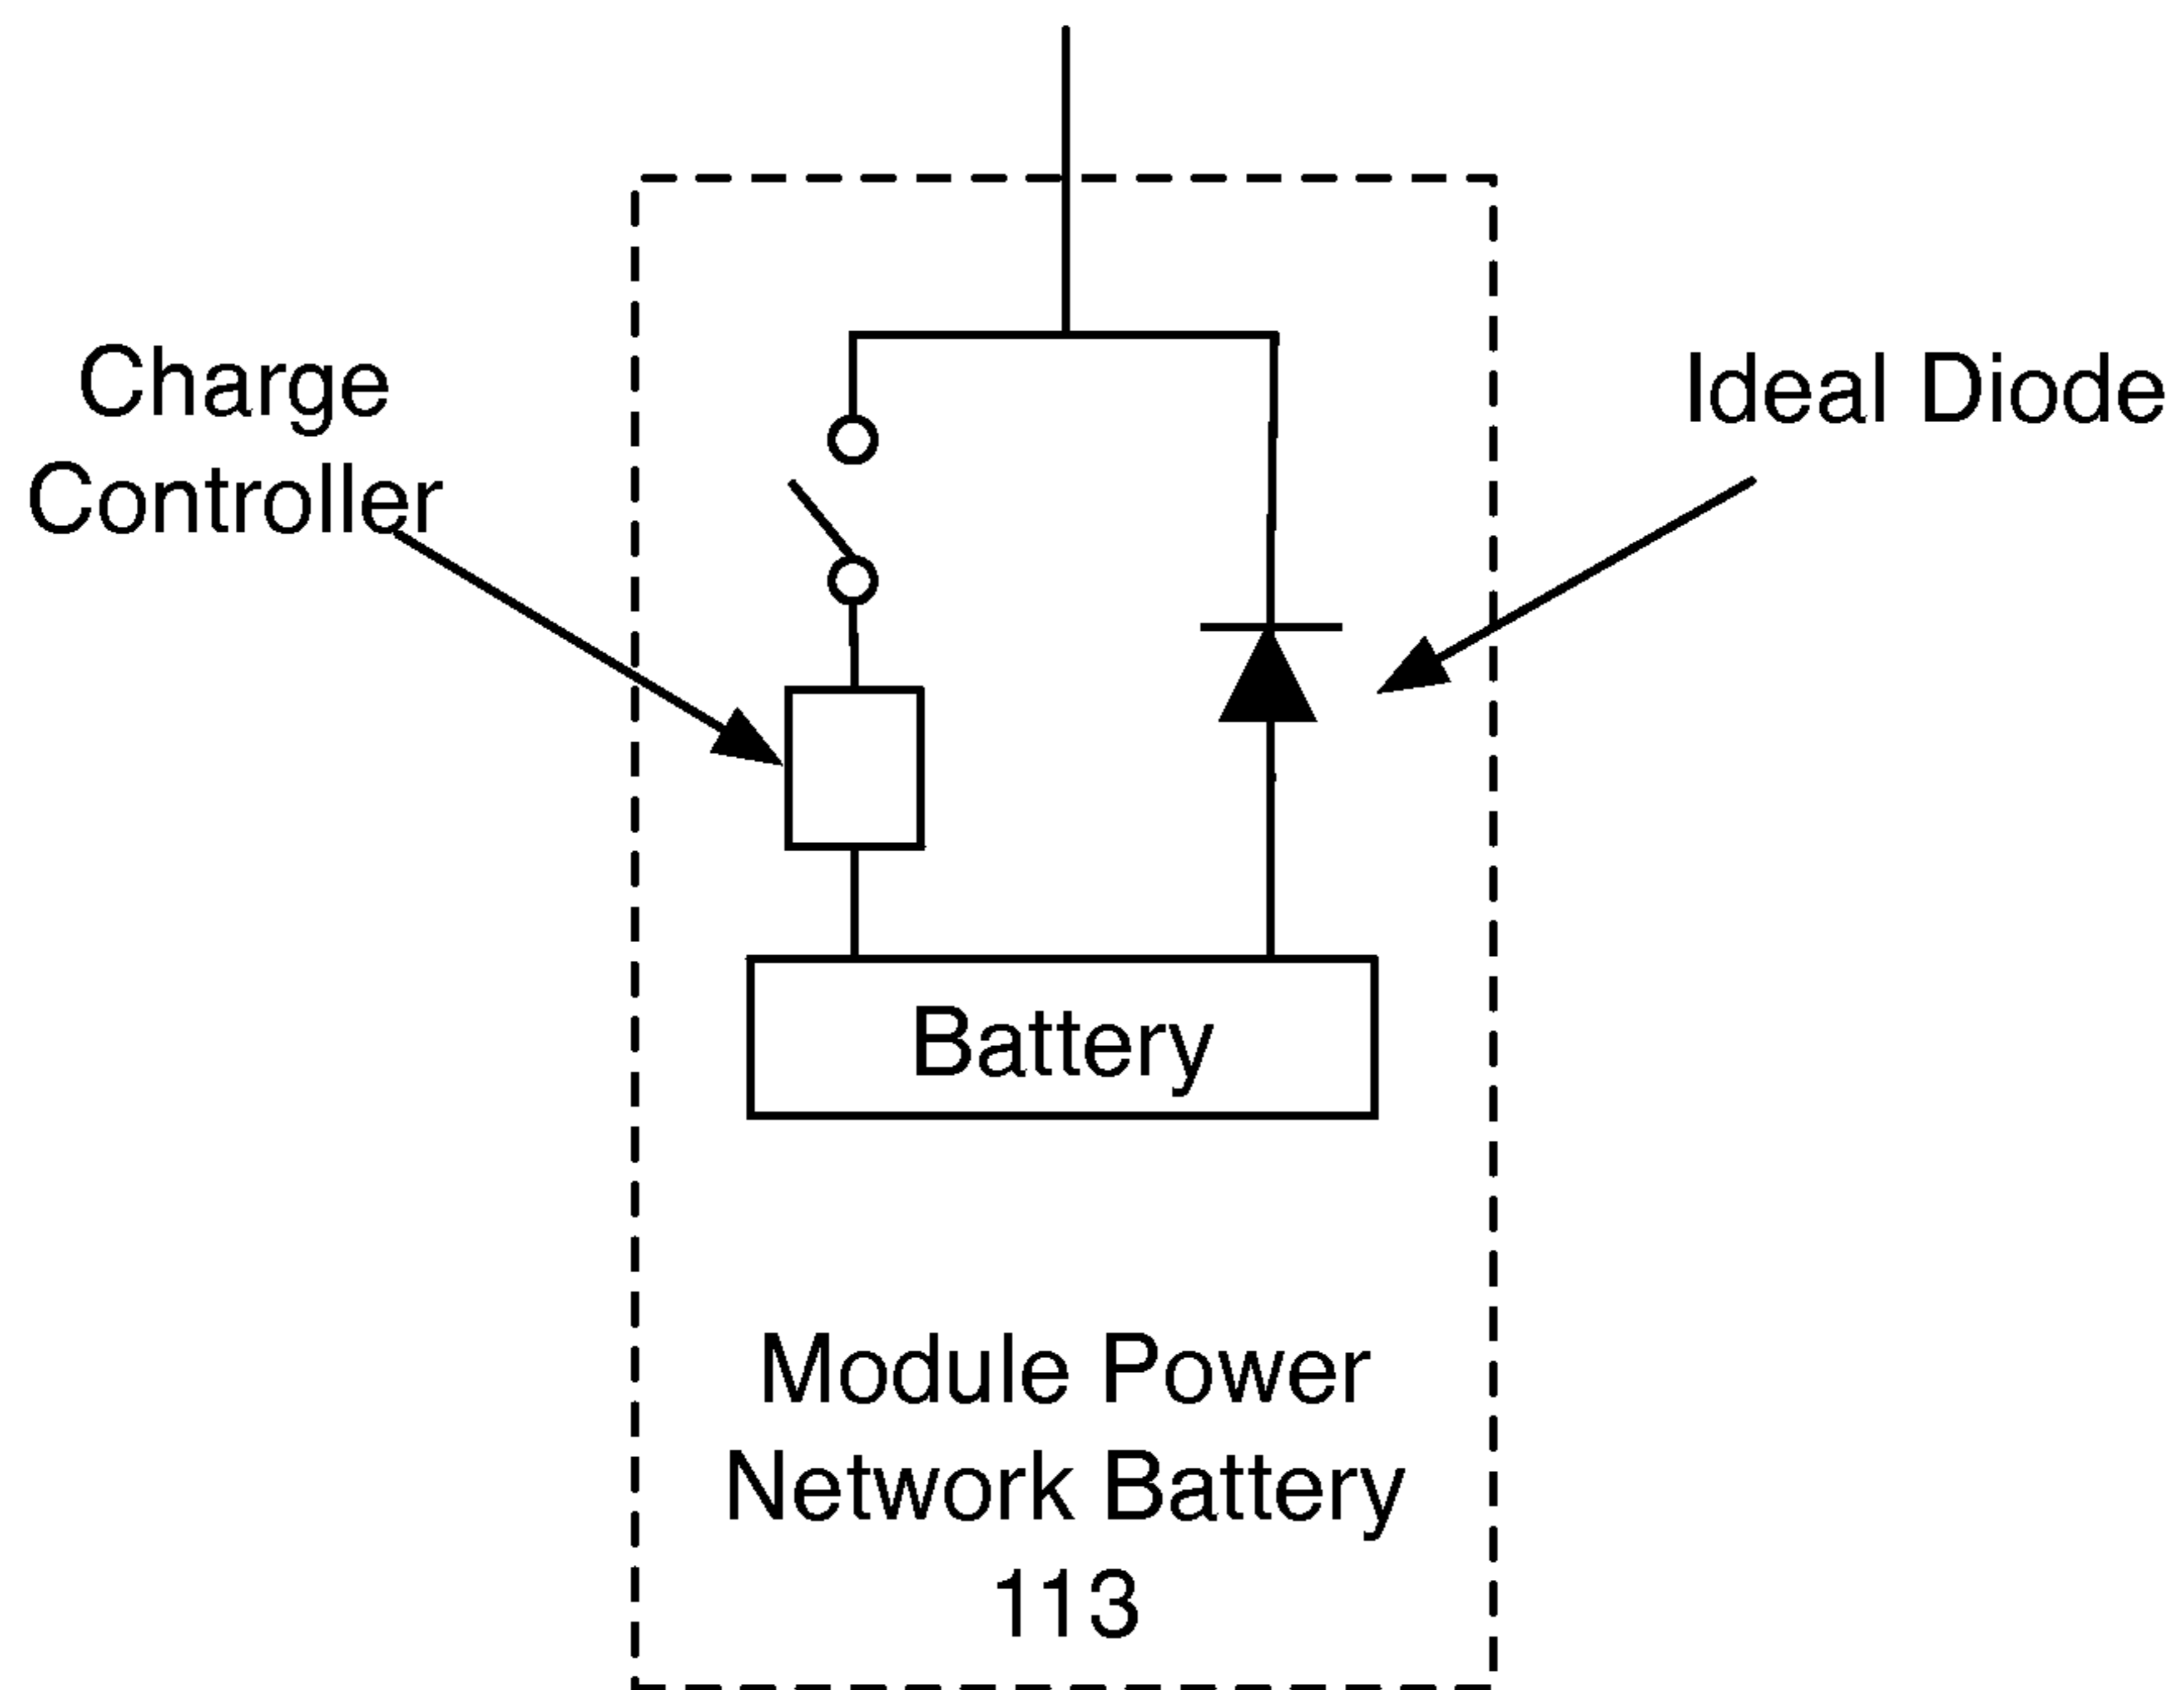 Charge
Controller
Ideal Diode
Battery
Module Power
Network Battery
113